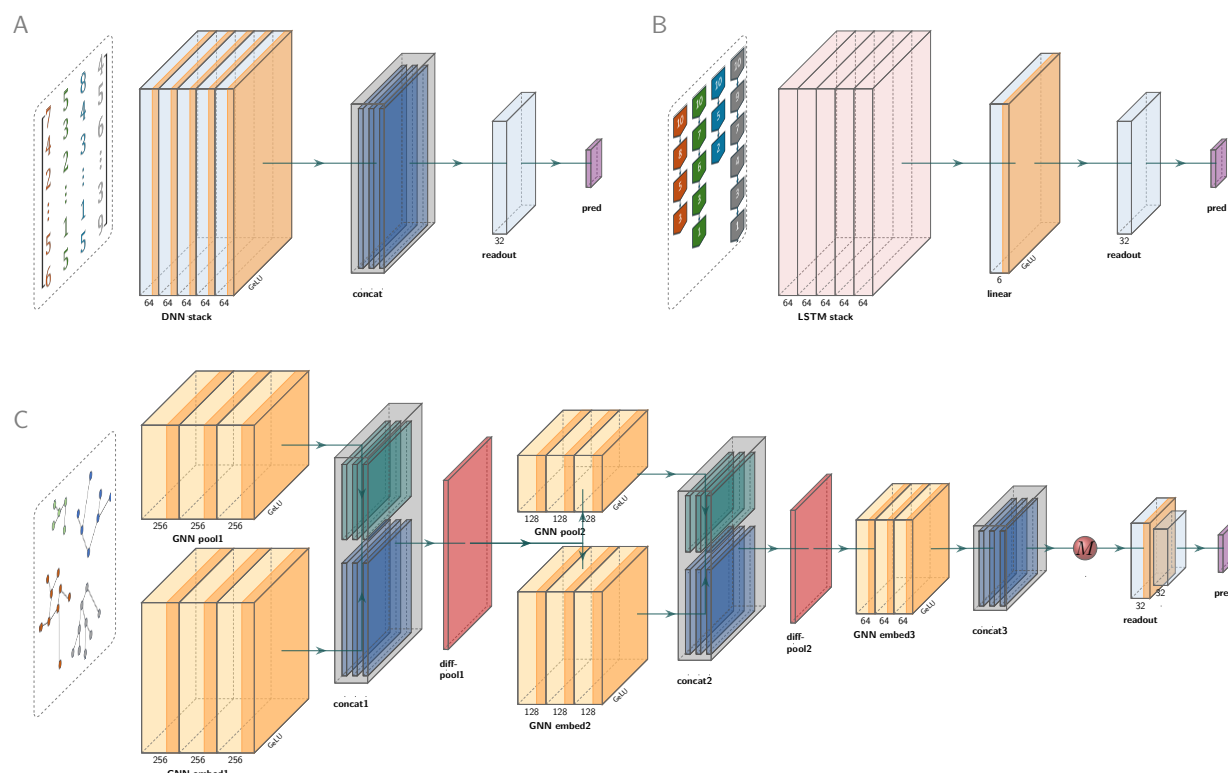 A
7 5 8 4
4 3 4 5
2 2 3 6
: : : :
5 1 1 3
6 5 5 9
64 64 64 64 64
GeLU
DNN stack
concat
32
readout
pred
B
10 10 10 10
8 7 5 9
5 6 2 7
3 3 4
1 1
64 64 64 64 64
LSTM stack
6
GeLU
linear
32
readout
pred
C
256 256 256
GeLU
GNN pool1
256 256 256
GeLU
GNN embed1
concat1
diff-
pool1
128 128 128
GeLU
GNN pool2
128 128 128
GeLU
GNN embed2
concat2
diff-
pool2
64 64 64
GeLU
GNN embed3
concat3
M
32
32
readout
pre